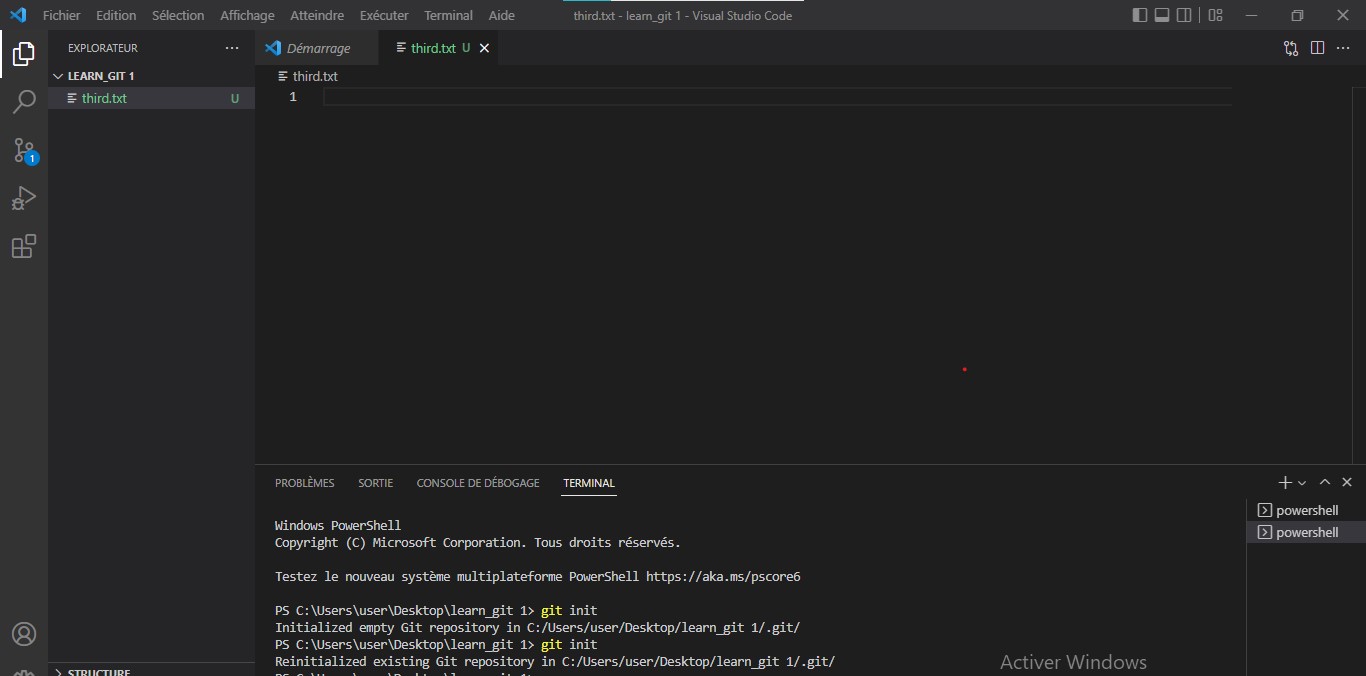 Fichier Edition Sélection Affichage Atteindre Exécuter Terminal Aide third.txt - learn_git 1 - Visual Studio Code
EXPLORATEUR
LEARN_GIT 1
third.txt U
1
Démarrage third.txt U
third.txt
1
PROBLÈMES SORTIE CONSOLE DE DÉBOGAGE TERMINAL
Windows PowerShell
Copyright (C) Microsoft Corporation. Tous droits réservés.
Testez le nouveau système multiplateforme PowerShell https://aka.ms/pscore6
PS C:\Users\user\Desktop\learn_git 1> git init
Initialized empty Git repository in C:/Users/user/Desktop/learn_git 1/.git/
PS C:\Users\user\Desktop\learn_git 1> git init
Reinitialized existing Git repository in C:/Users/user/Desktop/learn_git 1/.git/
powershell
powershell
STRUCTURE
Activer Windows